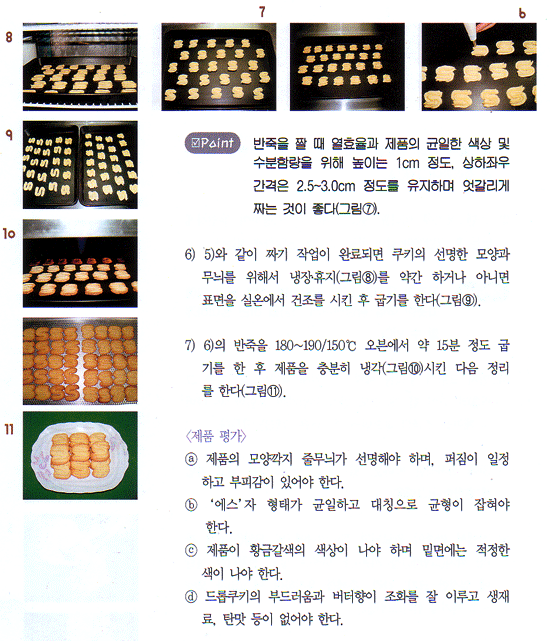 7
6
8
9
10
11
☑Point 반죽을 짤 때 열효율과 제품의 균일한 색상 및
수분함량을 위해 높이는 1cm 정도, 상하좌우
간격은 2.5~3.0cm 정도를 유지하며 엇갈리게
짜는 것이 좋다(그림⑦).
6) 5)와 같이 짜기 작업이 완료되면 쿠키의 선명한 모양과
무늬를 위해서 냉장휴지(그림⑧)를 약간 하거나 아니면
표면을 실온에서 건조를 시킨 후 굽기를 한다(그림⑨).
7) 6)의 반죽을 180~190/150℃ 오븐에서 약 15분 정도 굽
기를 한 후 제품을 충분히 냉각(그림⑩)시킨 다음 정리
를 한다(그림⑪).
〈제품 평가〉
ⓐ 제품의 모양깍지 줄무늬가 선명해야 하며, 퍼짐이 일정
하고 부피감이 있어야 한다.
ⓑ ‘에스’자 형태가 균일하고 대칭으로 균형이 잡혀야
한다.
ⓒ 제품이 황금갈색의 색상이 나야 하며 밑면에는 적정한
색이 나야 한다.
ⓓ 드롭쿠키의 부드러움과 버터향이 조화를 잘 이루고 생재
료, 탄맛 등이 없어야 한다.